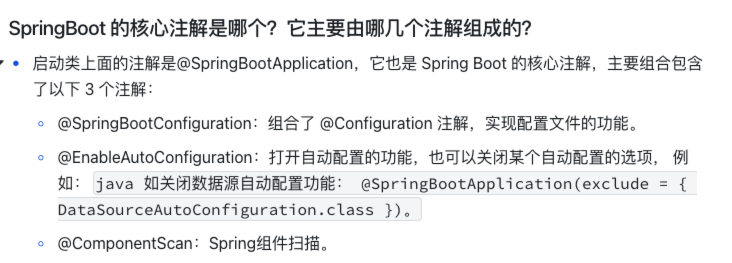 SpringBoot 的核心注解是哪个？它主要由哪几个注解组成的？
启动类上面的注解是@SpringBootApplication，它也是 Spring Boot 的核心注解，主要组合包含
了以下 3 个注解：
@SpringBootConfiguration：组合了 @Configuration 注解，实现配置文件的功能。
@EnableAutoConfiguration：打开自动配置的功能，也可以关闭某个自动配置的选项， 例
如： java 如关闭数据源自动配置功能： @SpringBootApplication(exclude = {
DataSourceAutoConfiguration.class })。
@ComponentScan：Spring组件扫描。